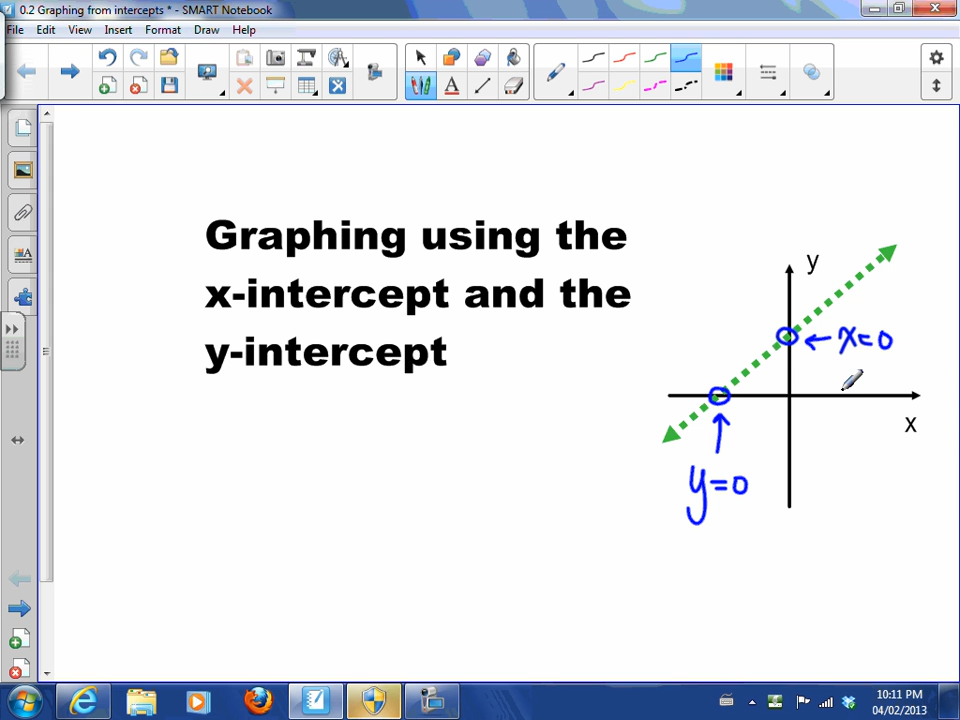 0.2 Graphing from intercepts * - SMART Notebook
File Edit View Insert Format Draw Help
Graphing using the
x-intercept and the
y-intercept
y
x=0
x
y=0
10:11 PM
04/02/2013